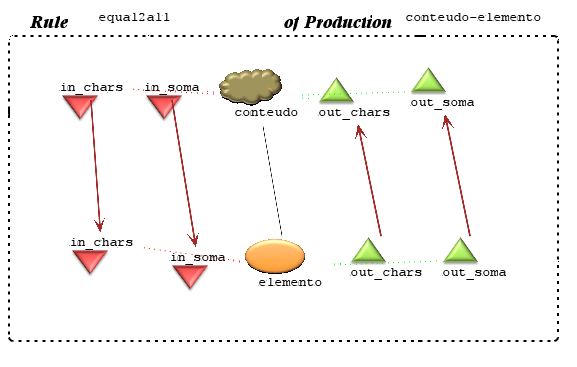 Rule equal2all of Production conteudo-elemento
in_chars in_soma conteudo out_chars out_soma
in_chars in_soma elemento out_chars out_soma